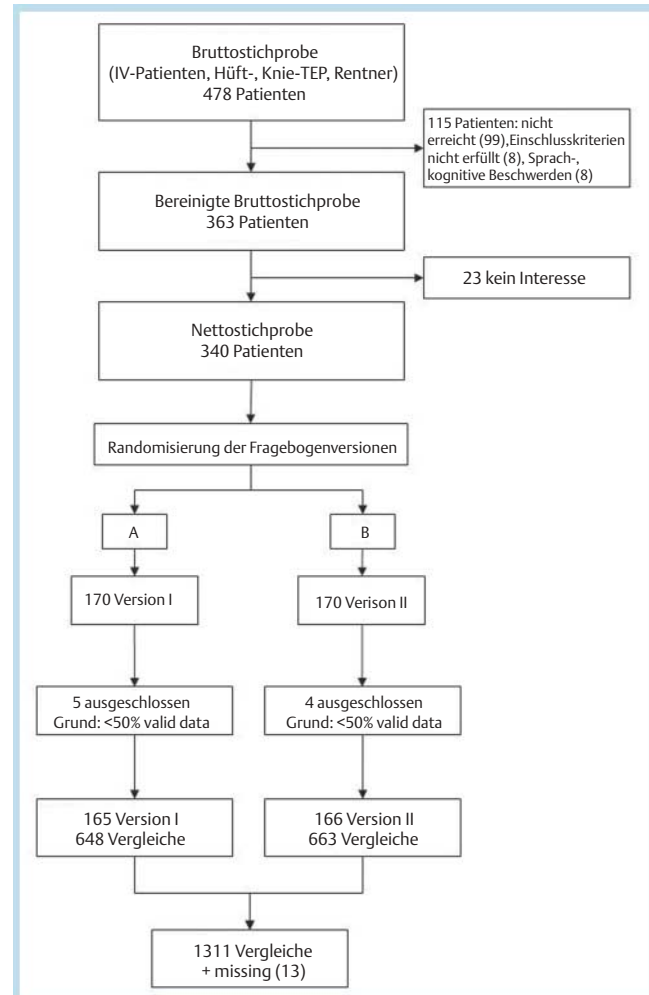 Bruttostichprobe
(IV-Patienten, Hüft-, Knie-TEP, Rentner)
478 Patienten
115 Patienten: nicht
erreicht (99),Einschlusskriterien
nicht erfüllt (8), Sprach-,
kognitive Beschwerden (8)
Bereinigte Bruttostichprobe
363 Patienten
23 kein Interesse
Nettostichprobe
340 Patienten
Randomisierung der Fragebogenversionen
A
B
170 Version I
170 Verison II
5 ausgeschlossen
Grund: <50% valid data
4 ausgeschlossen
Grund: <50% valid data
165 Version I
648 Vergleiche
166 Version II
663 Vergleiche
1311 Vergleiche
+ missing (13)